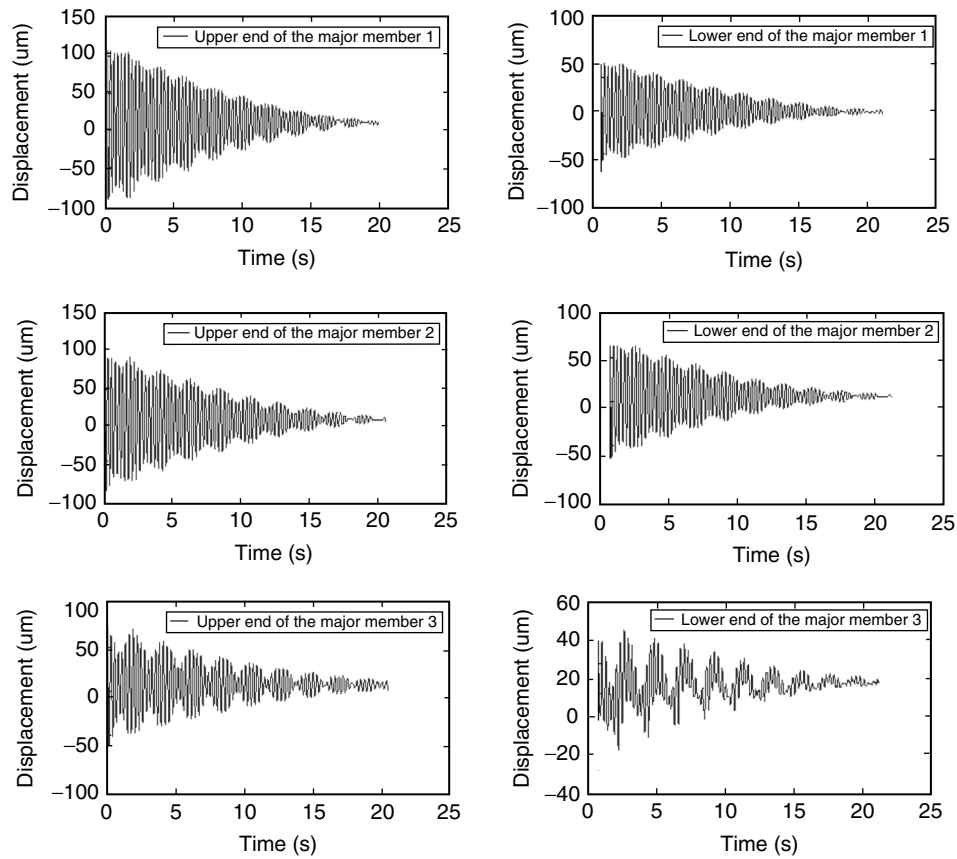 150
100
50
0
−50
−100
Displacement (um)
Upper end of the major member 1
0 5 10 15 20 25
Time (s)
100
50
0
−50
−100
Displacement (um)
Lower end of the major member 1
0 5 10 15 20 25
Time (s)
150
100
50
0
−50
−100
Displacement (um)
Upper end of the major member 2
0 5 10 15 20 25
Time (s)
100
50
0
−50
−100
Displacement (um)
Lower end of the major member 2
0 5 10 15 20 25
Time (s)
100
50
0
−50
−100
Displacement (um)
Upper end of the major member 3
0 5 10 15 20 25
Time (s)
60
40
20
0
−20
−40
Displacement (um)
Lower end of the major member 3
0 5 10 15 20 25
Time (s)